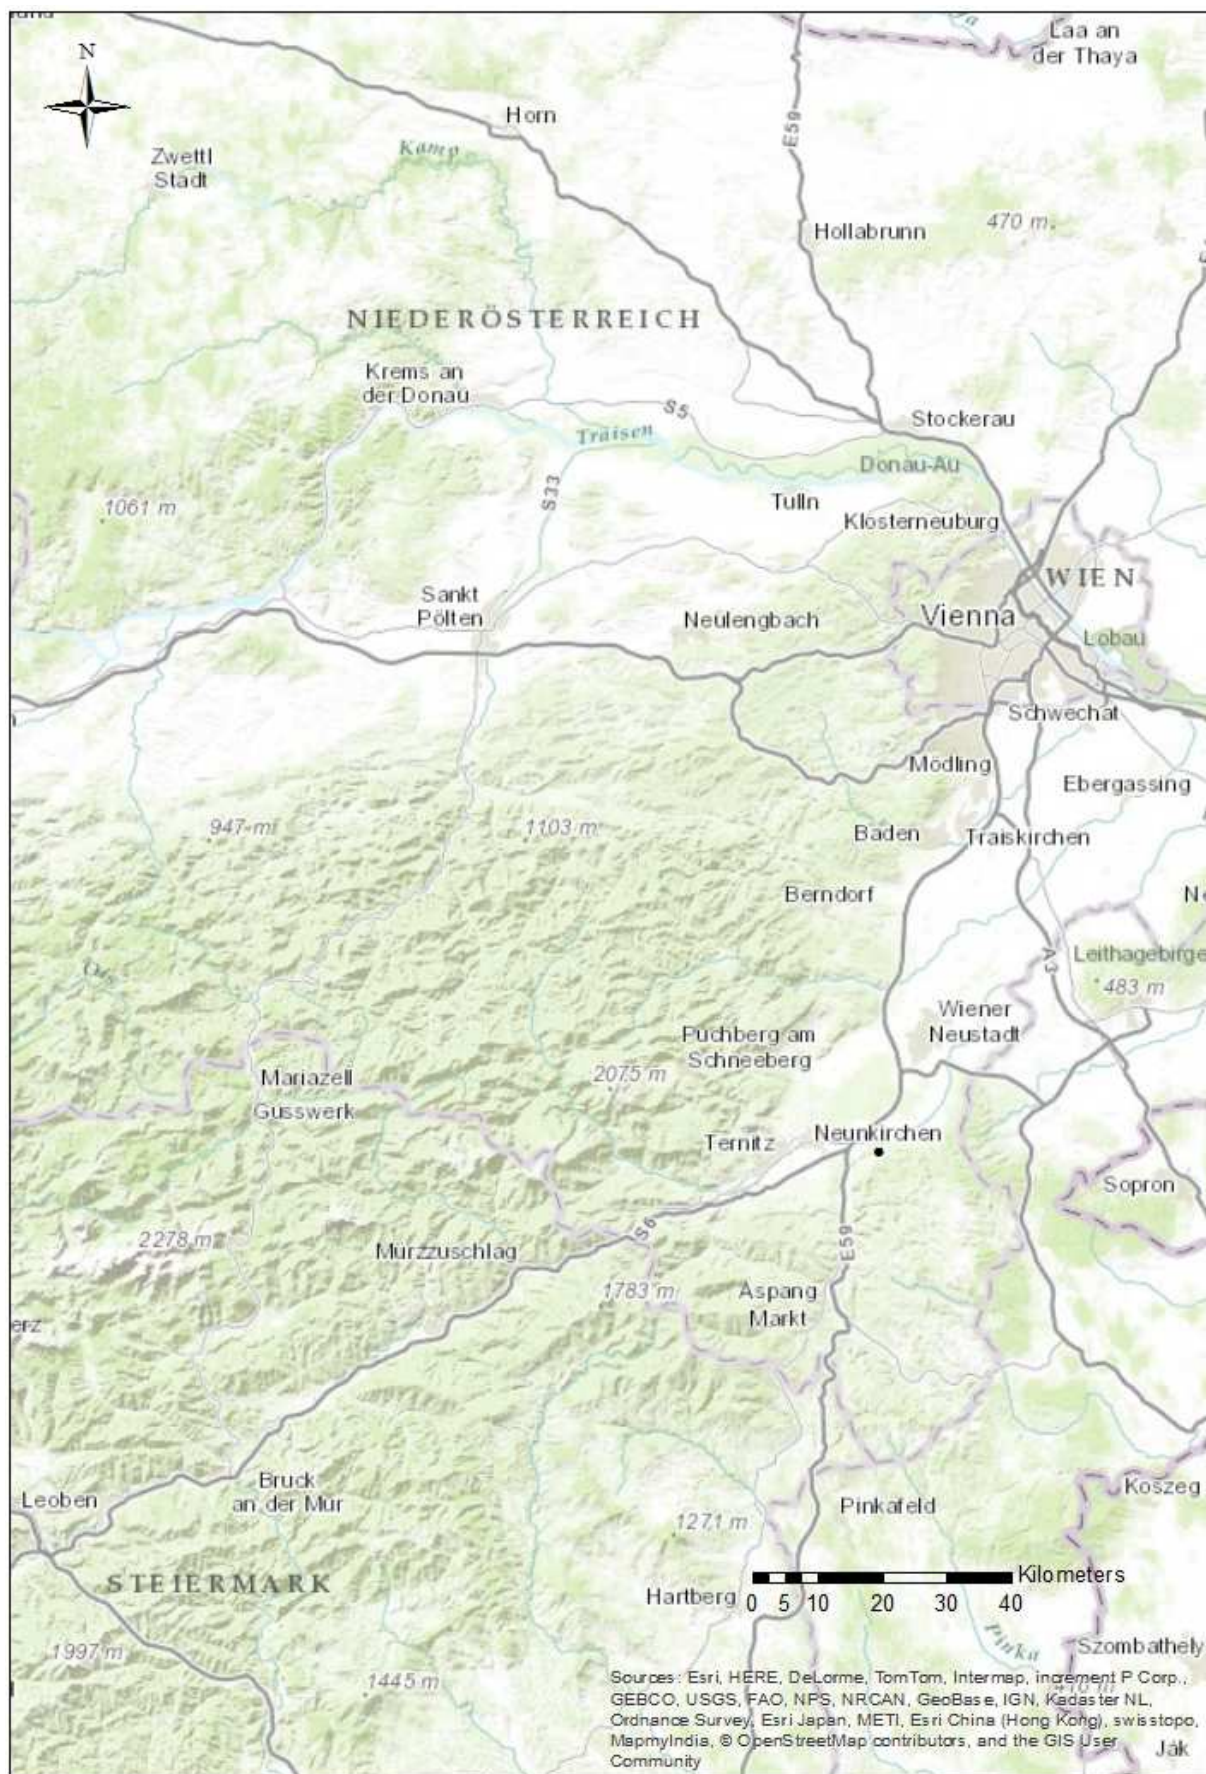 N
Laa an
der Thaya
Horn
E59
Kamp
Zwettl
Stadt
Hollabrunn
470 m
NIEDERÖSTERREICH
Krems an
der Donau
S5
Stockerau
Traisen
Donau-Au
1061 m
S33
Tulln
Klosterneuburg
WIEN
Sankt
Pölten
Neulengbach
Vienna
Lobau
Schwechat
Mödling
Ebergassing
947 m
1103 m
Baden
Traiskirchen
Berndorf
Ne
Leithagebirge
A3
483 m
Wiener
Neustadt
Puchberg am
Schneeberg
2075 m
Mariazell
Gusswerk
Ternitz
Neunkirchen
Sopron
S6
E59
2278 m
Murzzuschlag
1783 m
Aspang
Markt
erz
Bruck
an der Mur
Leoben
Koszeg
Pinkafeld
1271 m
STEIERMARK
Kilometers
Hartberg
0 5 10 20 30 40
Pinka
Szombathely
1997 m
1445 m
Sources: Esri, HERE, DeLorme, TomTom, Intermap, increment P Corp.,
GEBCO, USGS, FAO, NPS, NRCAN, GeoBase, IGN, Kadaster NL,
Ordnance Survey, Esri Japan, METI, Esri China (Hong Kong), swisstopo,
MapmyIndia, © OpenStreetMap contributors, and the GIS User
Community
Ják